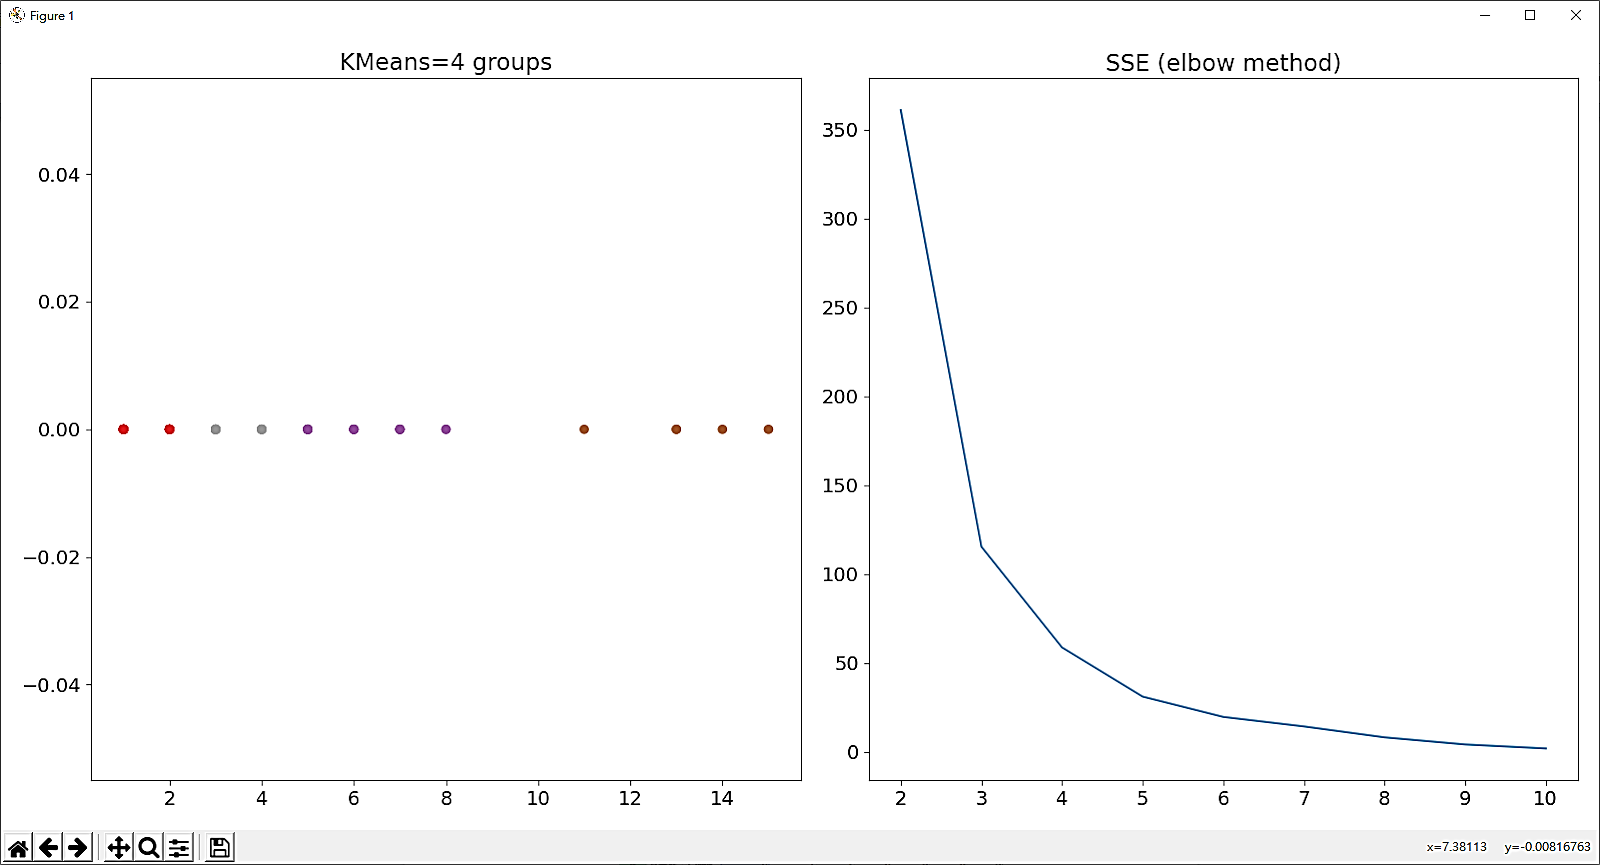 Figure 1
KMeans=4 groups
0.04
0.02
0.00
−0.02
−0.04
2 4 6 8 10 12 14
SSE (elbow method)
350
300
250
200
150
100
50
0
2 3 4 5 6 7 8 9 10
x=7.38113 y=-0.00816763